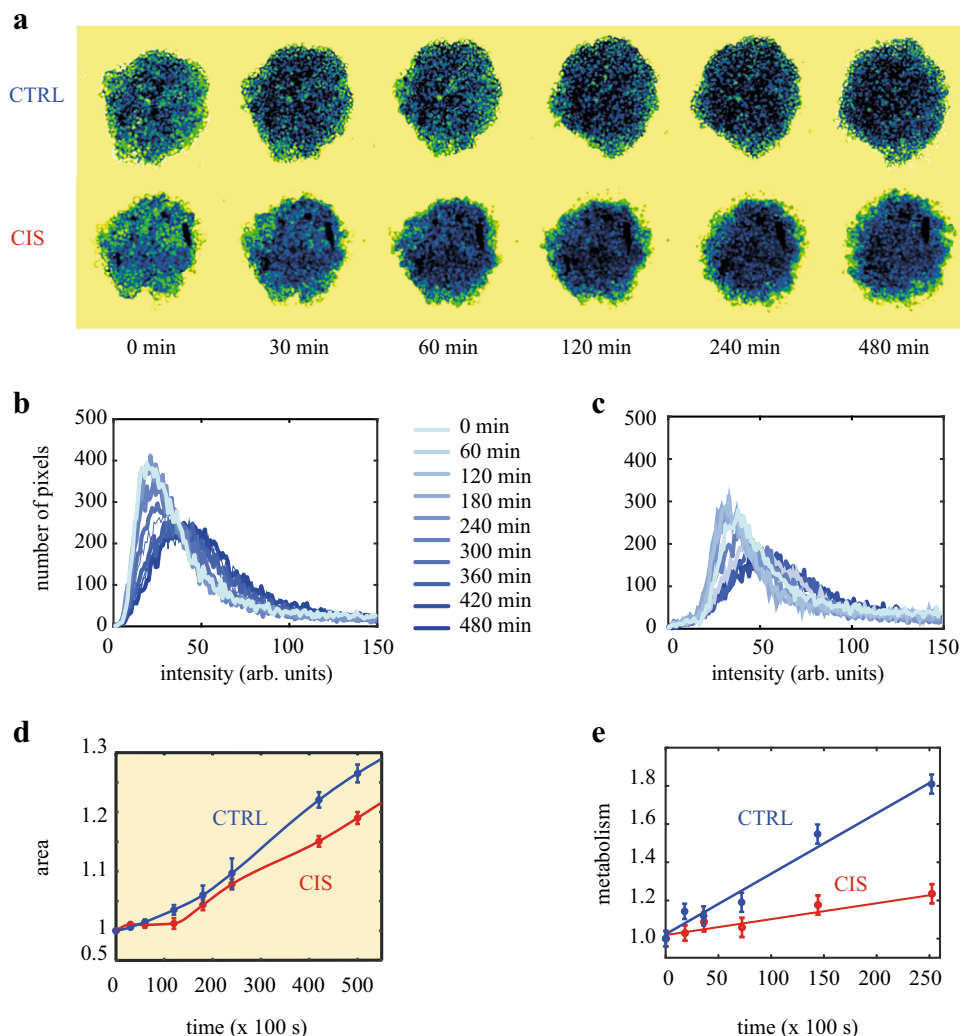 a
CTRL
CIS
0 min 30 min 60 min 120 min 240 min 480 min
b
number of pixels
500
400
300
200
100
0
0 50 100 150
intensity (arb. units)
0 min
60 min
120 min
180 min
240 min
300 min
360 min
420 min
480 min
c
500
400
300
200
100
0
0 50 100 150
intensity (arb. units)
d
area
1.3
1.2
1.1
1
0.5
CTRL
CIS
0 100 200 300 400 500
time (x 100 s)
e
metabolism
1.8
1.6
1.4
1.2
1.0
CTRL
CIS
0 50 100 150 200 250
time (x 100 s)